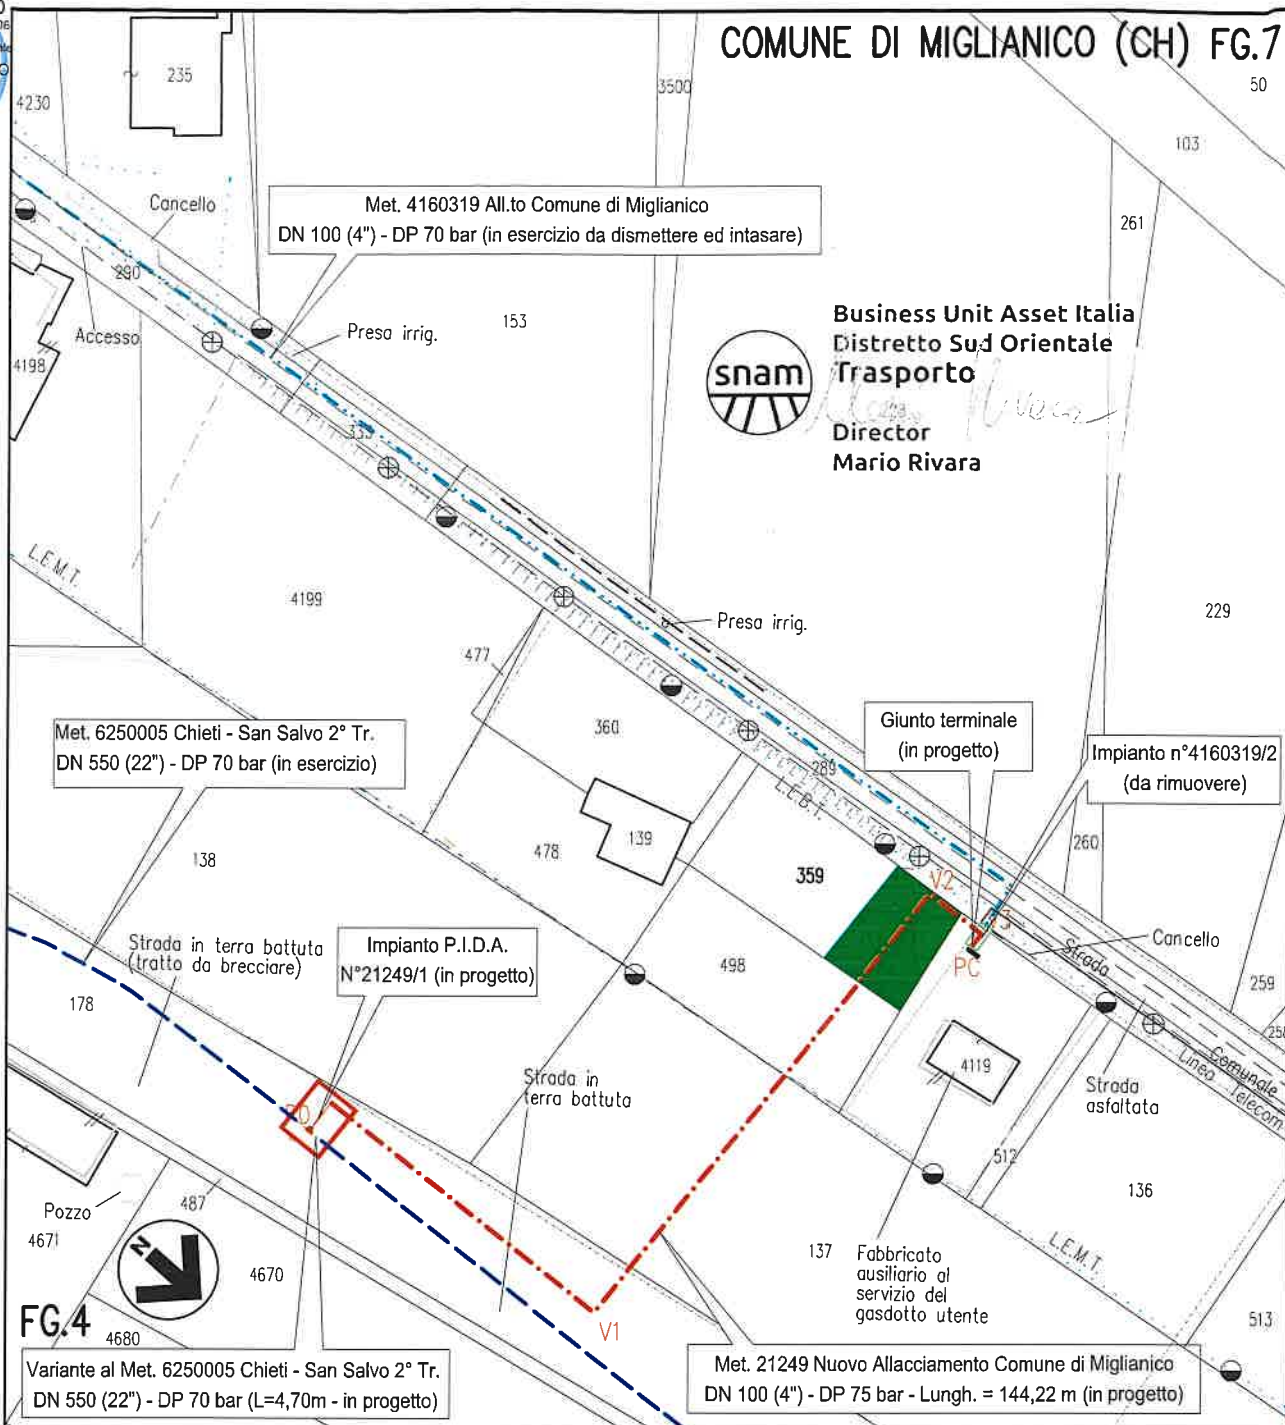 COMUNE DI MIGLIANICO (CH) FG.7
50
235
3500
4230
103
Cancello
Met. 4160319 All.to Comune di Miglianico
DN 100 (4") - DP 70 bar (in esercizio da dismettere ed intasare)
261
290
Accesso
Presa irrig.
153
4198
Business Unit Asset Italia
Distretto Sud Orientale
Trasporto
snam
Director
Mario Rivara
333
L.E.M.T.
4199
Presa irrig.
229
477
360
Met. 6250005 Chieti - San Salvo 2° Tr.
DN 550 (22") - DP 70 bar (in esercizio)
Giunto terminale
(in progetto)
Impianto n°4160319/2
(da rimuovere)
289
L.E.B.T.
139
478
138
260
359
V2
V3
PC
Cancello
Strada
Strada in terra battuta
(tratto da brecciare)
Impianto P.I.D.A.
N°21249/1 (in progetto)
498
259
178
258
Comunale
Linea Telecom
4119
Strada
asfaltata
Strada in
terra battuta
P0
512
136
Pozzo
487
4671
N
4670
137
Fabbricato
ausiliario al
servizio del
gasdotto utente
L.E.M.T.
FG.4
4680
V1
513
Variante al Met. 6250005 Chieti - San Salvo 2° Tr.
DN 550 (22") - DP 70 bar (L=4,70m - in progetto)
Met. 21249 Nuovo Allacciamento Comune di Miglianico
DN 100 (4") - DP 75 bar - Lungh. = 144,22 m (in progetto)